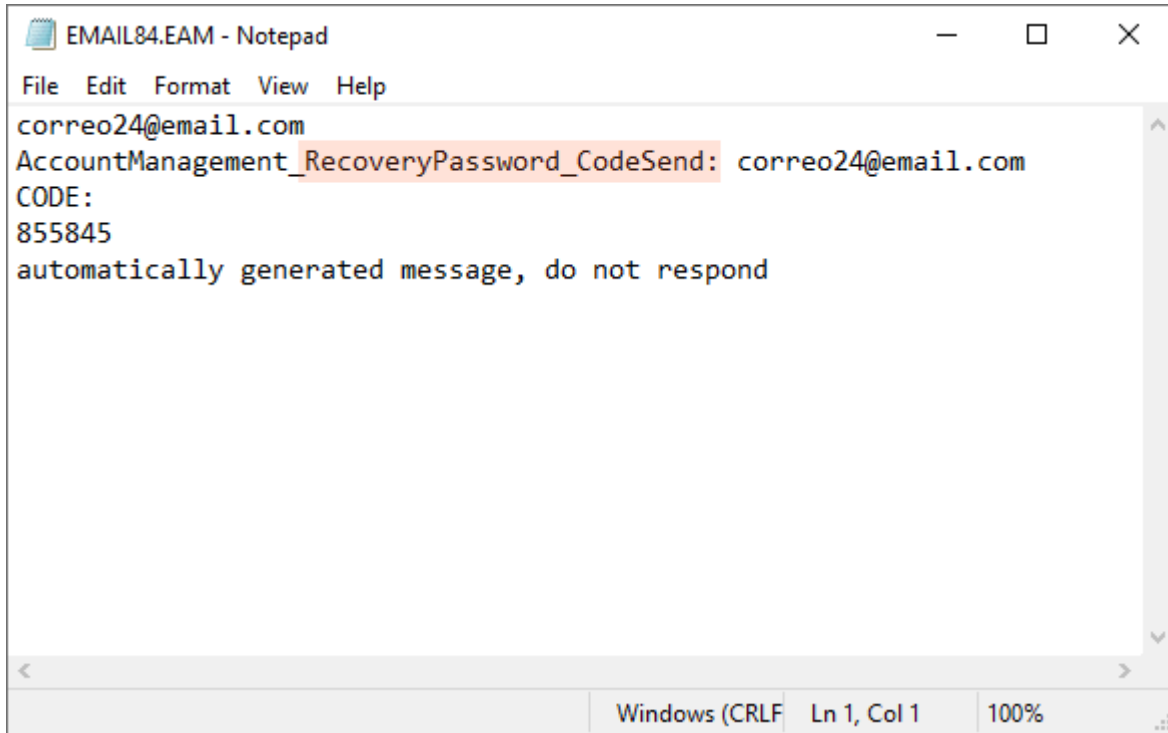 EMAIL84.EAM - Notepad
File Edit Format View Help
correo24@email.com
AccountManagement_RecoveryPassword_CodeSend: correo24@email.com
CODE:
855845
automatically generated message, do not respond
Windows (CRLF Ln 1, Col 1 100%